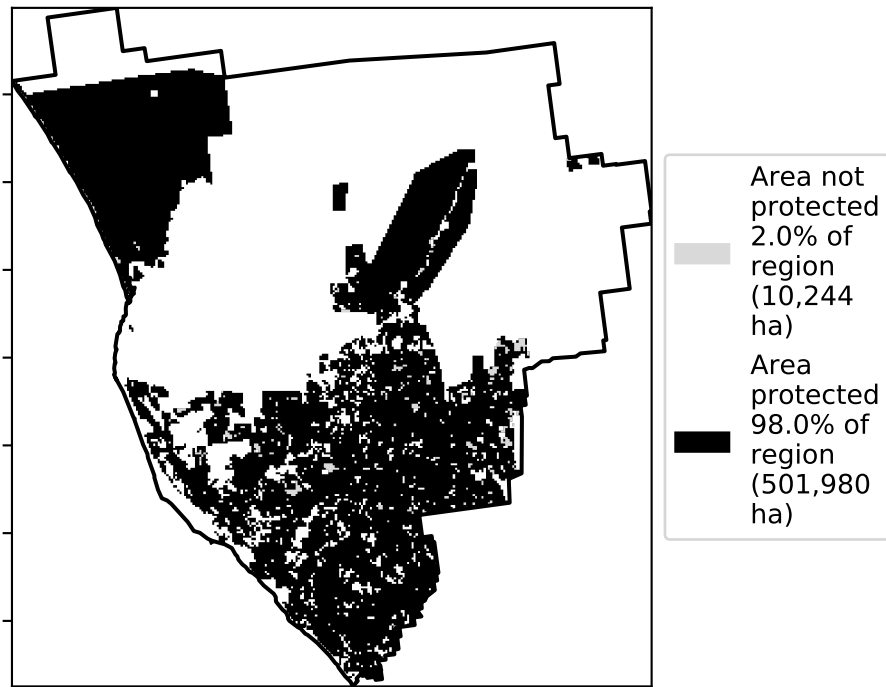 Area not
protected
2.0% of
region
(10,244
ha)
Area
protected
98.0% of
region
(501,980
ha)